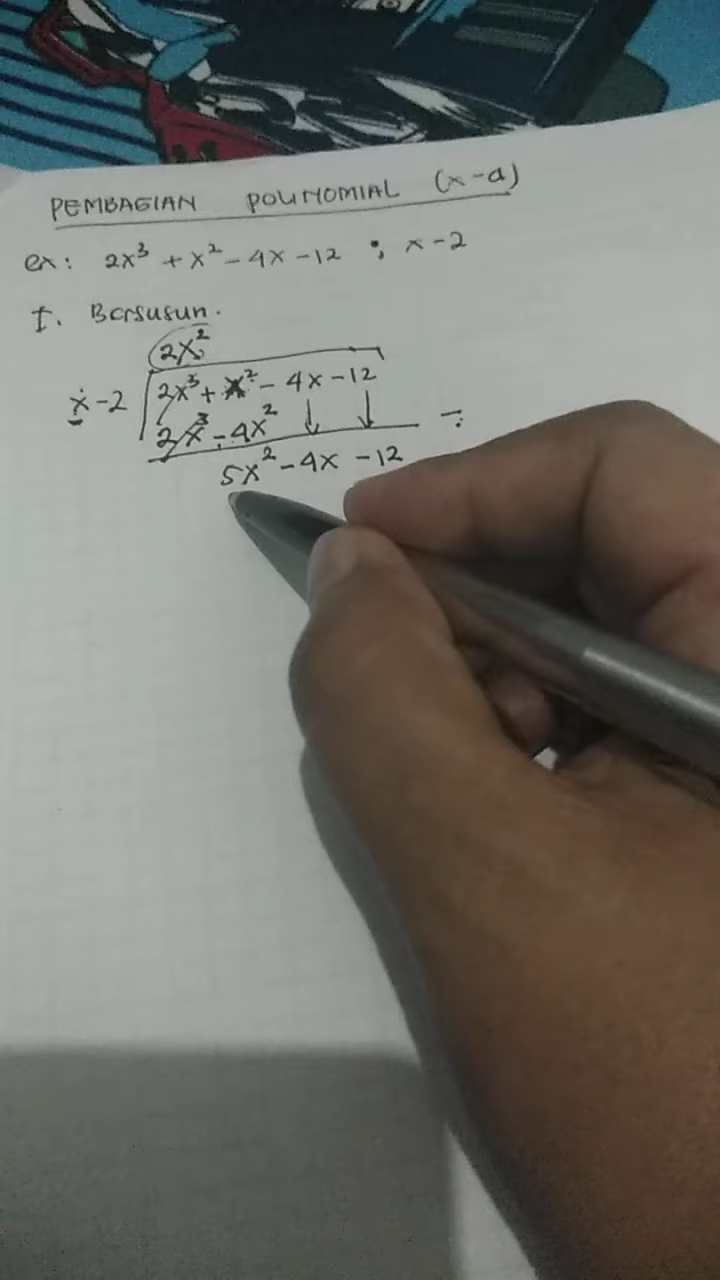 PEMBAGIAN POLINOMIAL (x-a)
ex: 2x³ + x² - 4x - 12 : x - 2
I. Bersusun.
2x²
x-2 2x³ + x² - 4x - 12
2x³ - 4x² -
5x² - 4x - 12